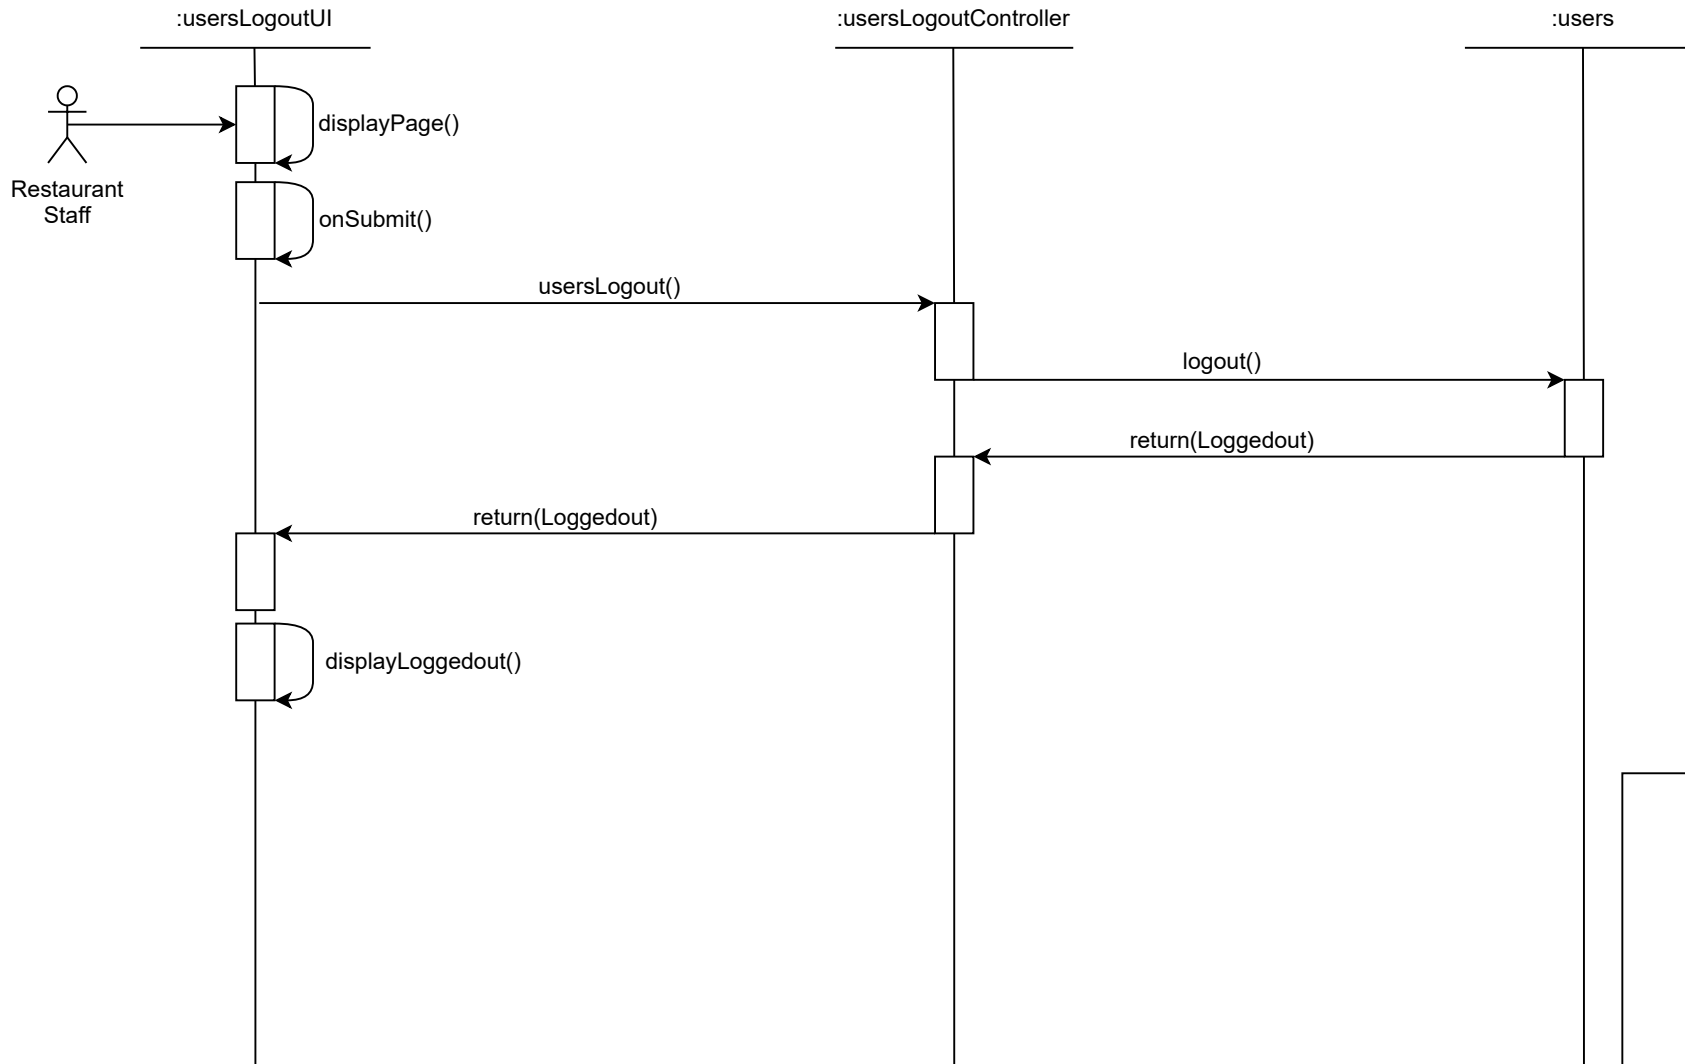 :usersLogoutUI
:usersLogoutController
:users
displayPage()
Restaurant
Staff
onSubmit()
usersLogout()
logout()
return(Loggedout)
return(Loggedout)
displayLoggedout()